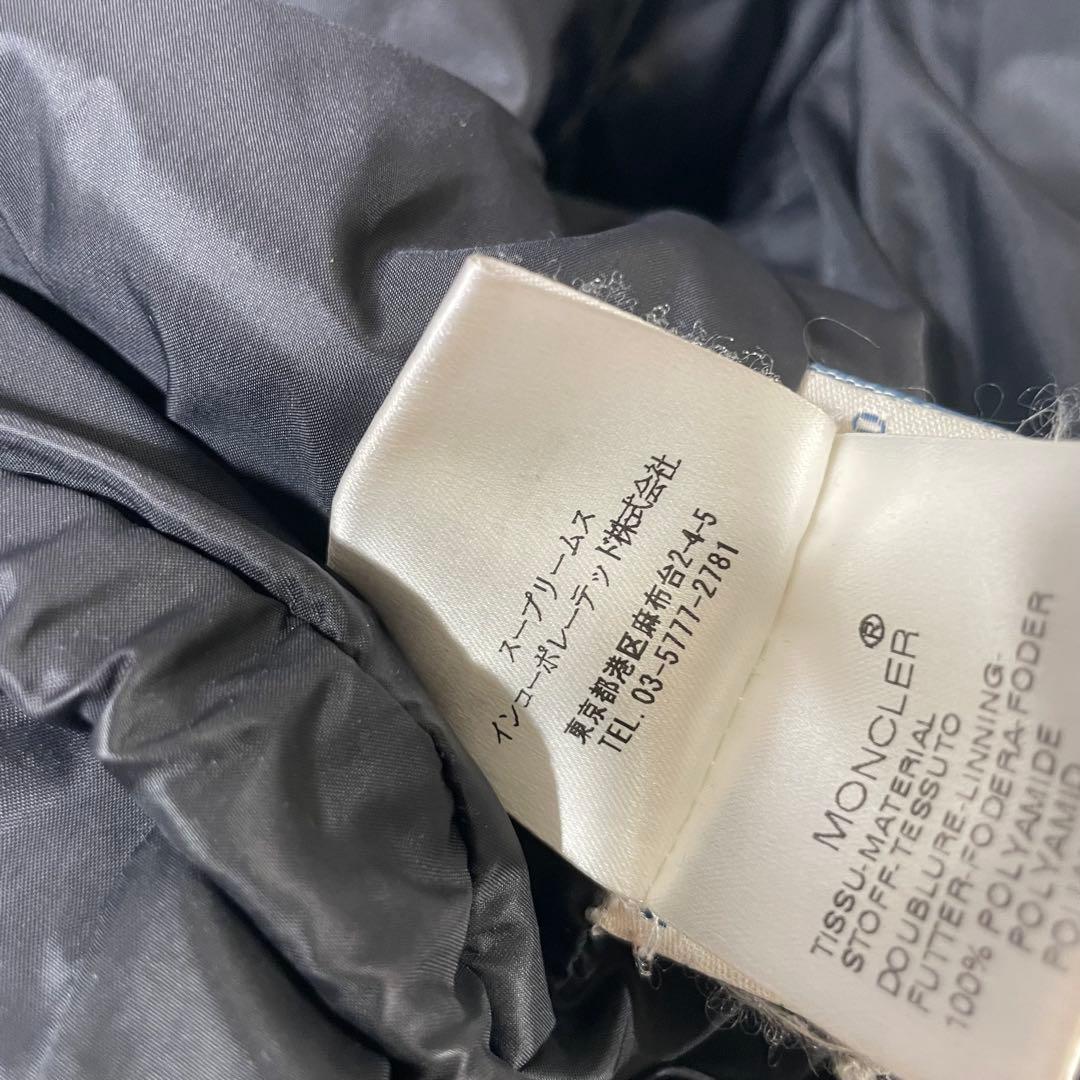 スープリームス
インコーポレーテッド株式会社
東京都港区麻布台2-4-5
TEL. 03-5777-2781
MONCLER®
TISSU-MATERIAL
STOFF-TESSUTO
DOUBLURE-LINNING-
FUTTER-FODERA-FODER
100% POLYAMIDE
POLYAMID